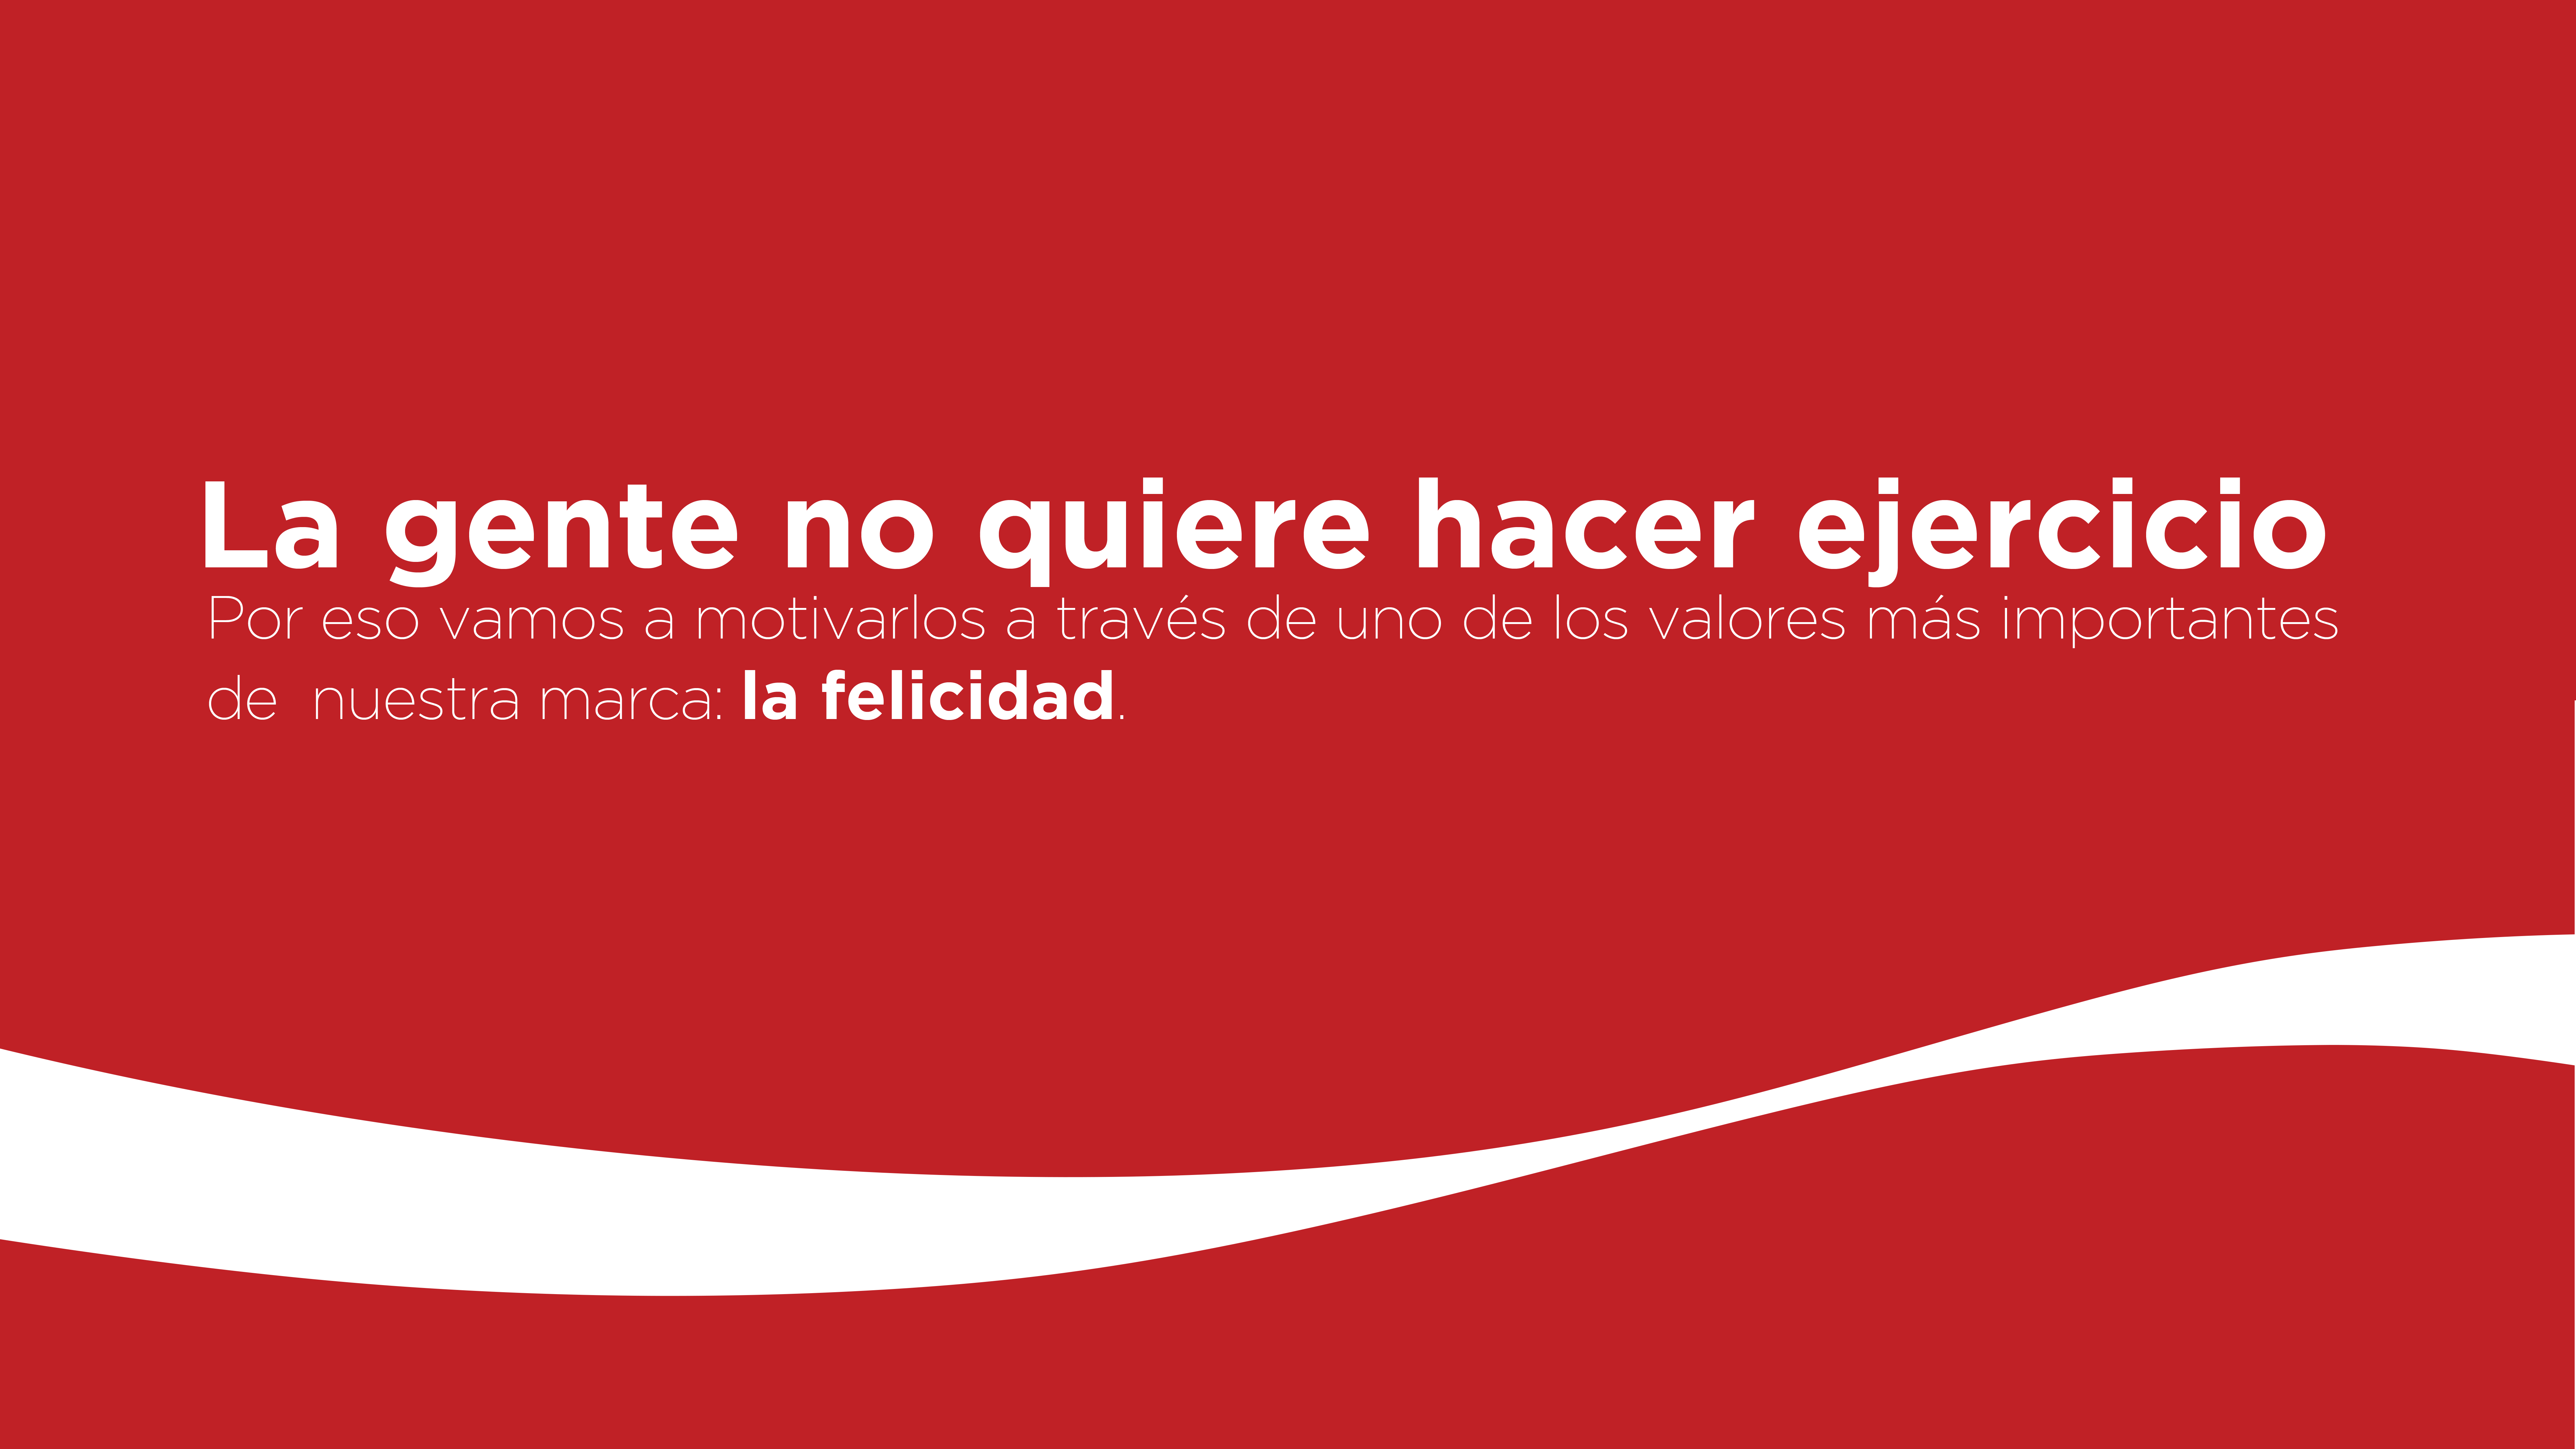 La gente no quiere hacer ejercicio
Por eso vamos a motivarlos a través de uno de los valores más importantes
de  nuestra marca: la felicidad.